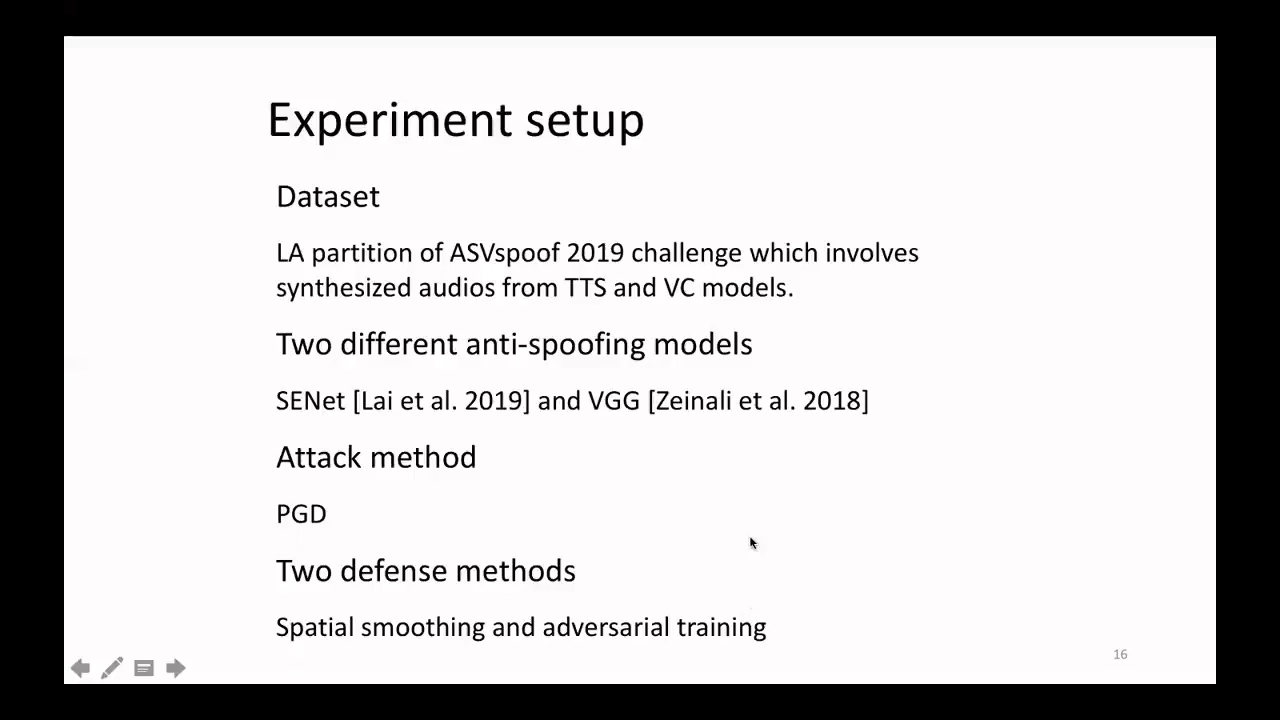 Experiment setup
Dataset
LA partition of ASVspoof 2019 challenge which involves
synthesized audios from TTS and VC models.
Two different anti-spoofing models
SENet [Lai et al. 2019] and VGG [Zeinali et al. 2018]
Attack method
PGD
Two defense methods
Spatial smoothing and adversarial training
16